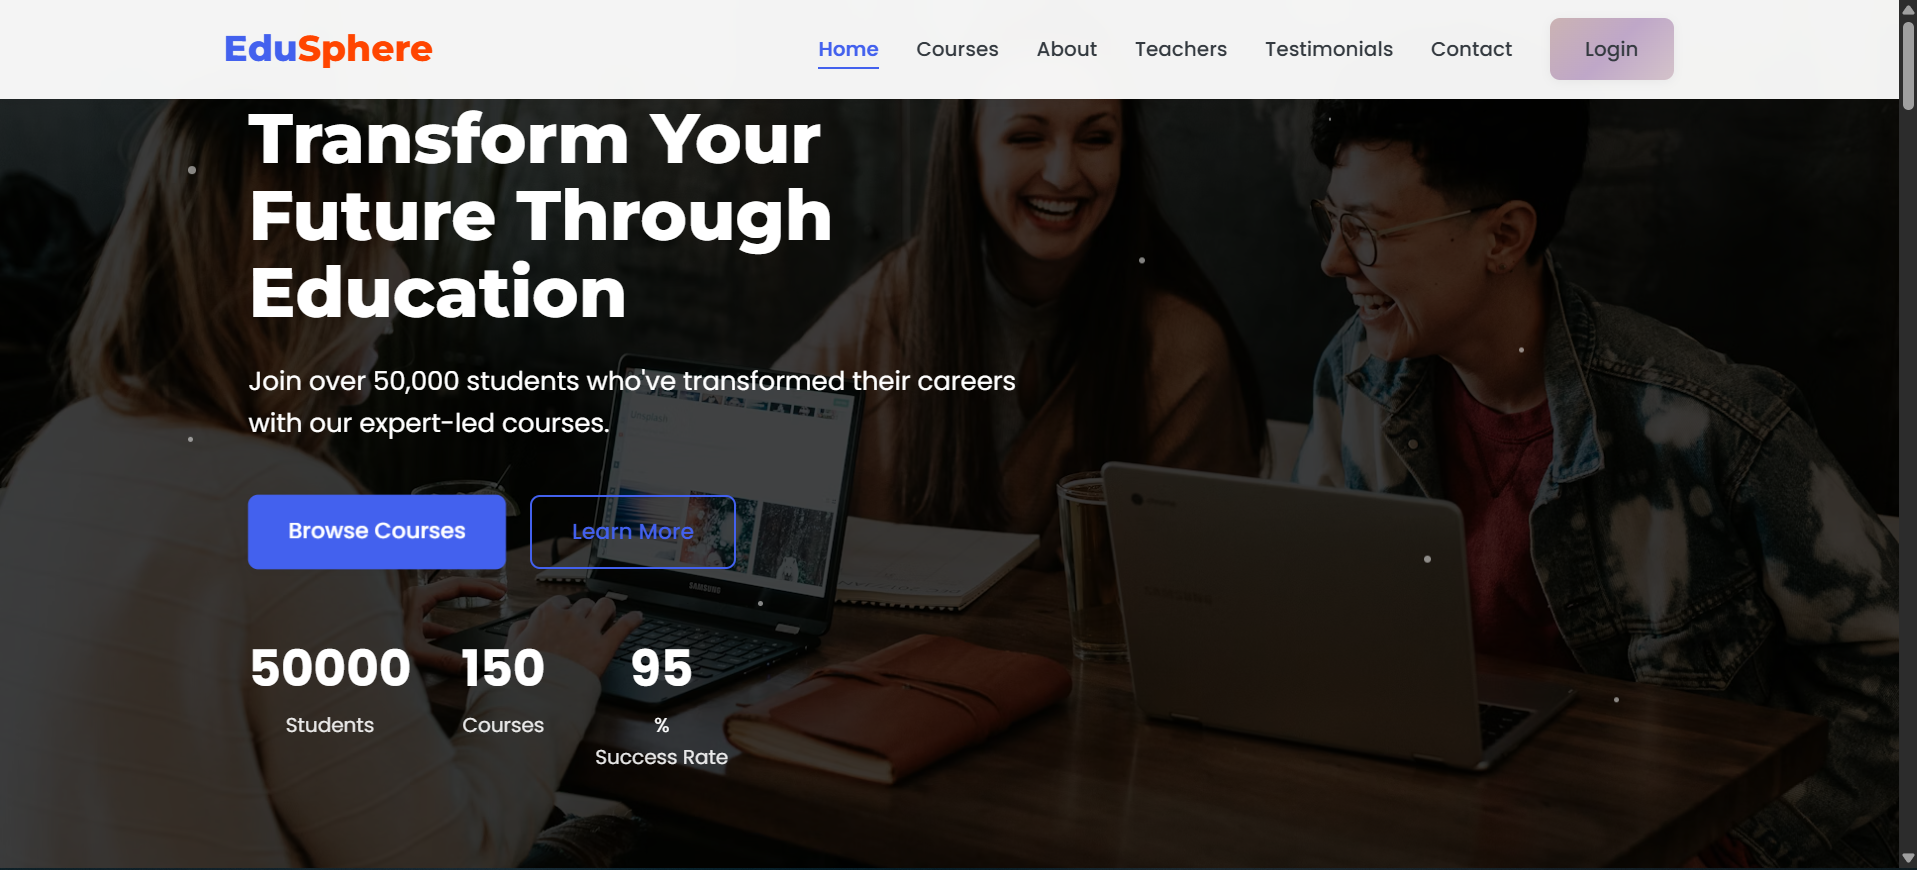 EduSphere
Home Courses About Teachers Testimonials Contact Login
Transform Your
Future Through
Education
Join over 50,000 students who've transformed their careers
with our expert-led courses.
Browse Courses Learn More
50000 150 95
Students Courses %
Success Rate
Unsplash
SAMSUNG